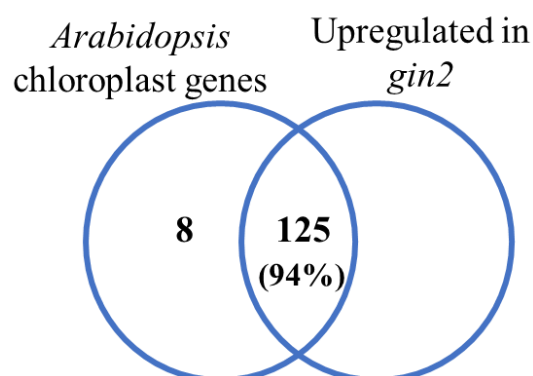 Arabidopsis
chloroplast genes
Upregulated in
gin2
8
125
(94%)